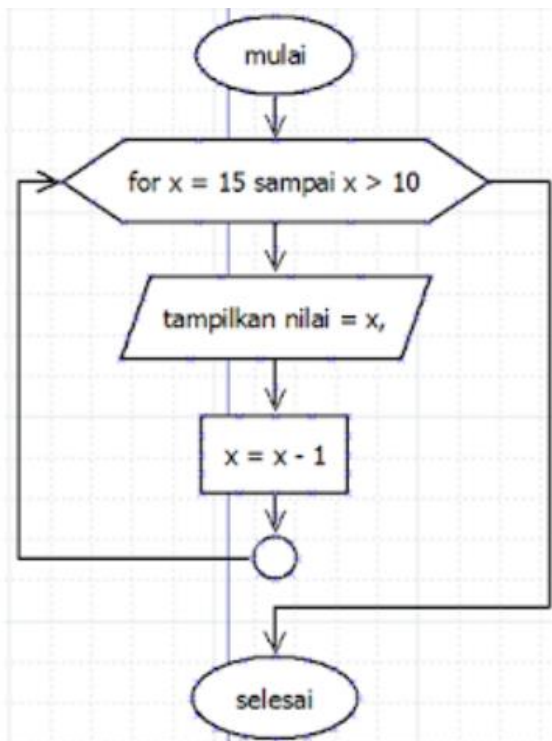 mulai
for x = 15 sampai x > 10
tampilkan nilai = x,
x = x - 1
selesai